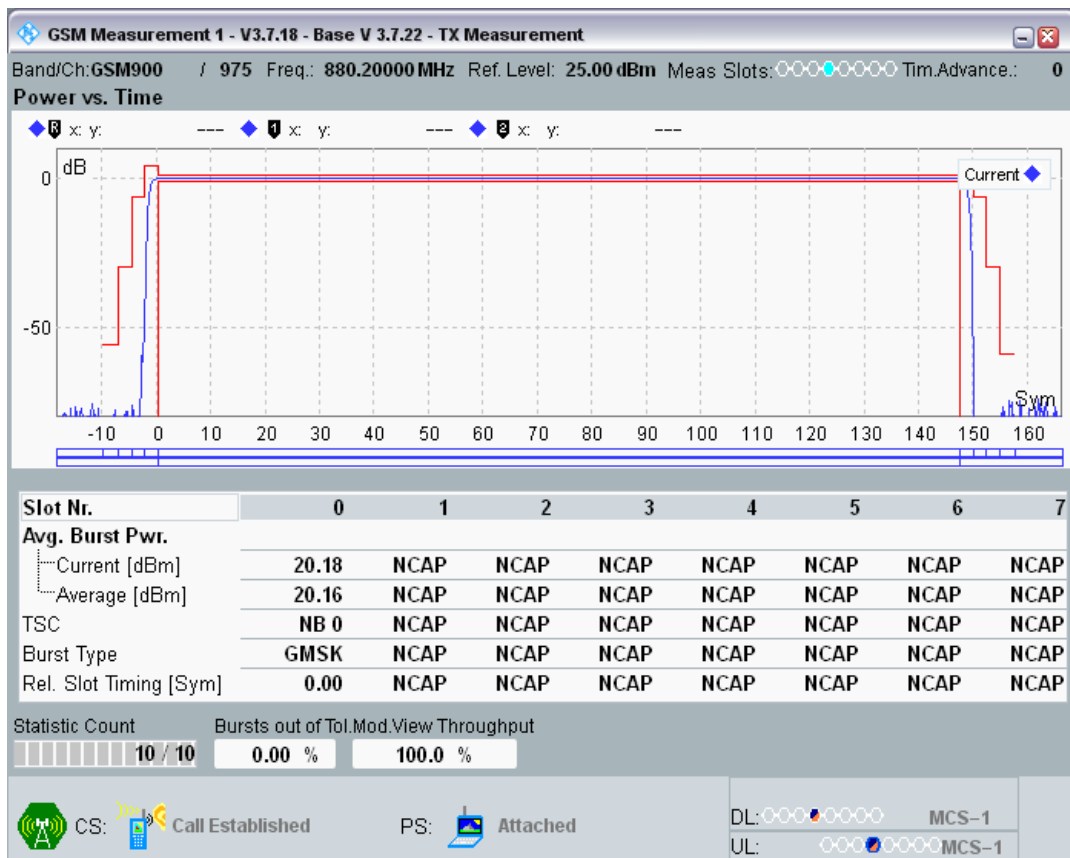 GSM Measurement 1 - V3.7.18 - Base V 3.7.22 - TX Measurement
Band/Ch:GSM900 / 975 Freq.: 880.20000 MHz Ref. Level: 25.00 dBm Meas Slots: Tim.Advance.: 0
Power vs. Time
R x: y: --- 1 x: y: --- 2 x: y: ---
dB
Current
0
-50
Sym
-10 0 10 20 30 40 50 60 70 80 90 100 110 120 130 140 150 160
Slot Nr. 0 1 2 3 4 5 6 7
Avg. Burst Pwr.
Current [dBm] 20.18 NCAP NCAP NCAP NCAP NCAP NCAP NCAP
Average [dBm] 20.16 NCAP NCAP NCAP NCAP NCAP NCAP NCAP
TSC NB 0 NCAP NCAP NCAP NCAP NCAP NCAP NCAP
Burst Type GMSK NCAP NCAP NCAP NCAP NCAP NCAP NCAP
Rel. Slot Timing [Sym] 0.00 NCAP NCAP NCAP NCAP NCAP NCAP NCAP
Statistic Count Bursts out of Tol.Mod.View Throughput
10 / 10 0.00 % 100.0 %
CS: Call Established PS: Attached
DL: MCS-1
UL: MCS-1